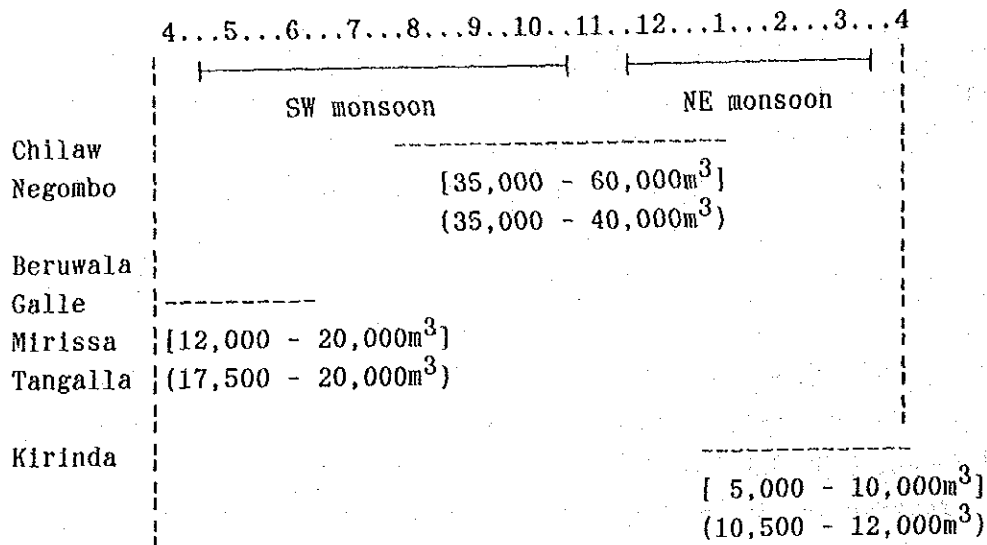 4...5...6...7...8...9..10..11..12...1...2...3...4
SW monsoon NE monsoon
Chilaw
Negombo [35,000 - 60,000m³]
(35,000 - 40,000m³)
Beruwala
Galle
Mirissa [12,000 - 20,000m³]
Tangalla (17,500 - 20,000m³)
Kirinda
[ 5,000 - 10,000m³]
(10,500 - 12,000m³)